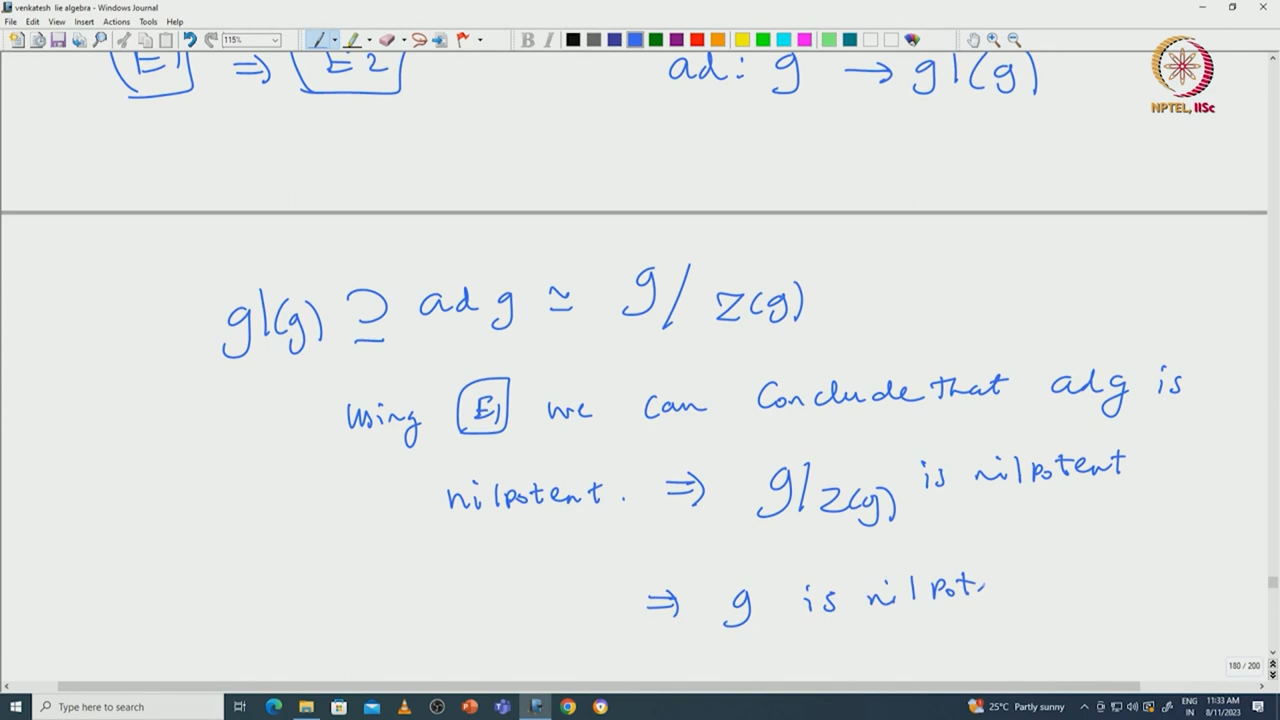 venkatesh lie algebra - Windows Journal
File Edit View Insert Actions Tools Help
115%
B I
NPTEL, IISc
E1 ⇒ E2 ad: g → gl(g)
gl(g) ⊇ ad g ≃ g/z(g)
using E1 we can conclude that ad g is
nilpotent. ⇒ g/z(g) is nilpotent
⇒ g is nilpot
180 / 200
Type here to search
25°C Partly sunny
ENG
IN
11:33 AM
8/11/2023